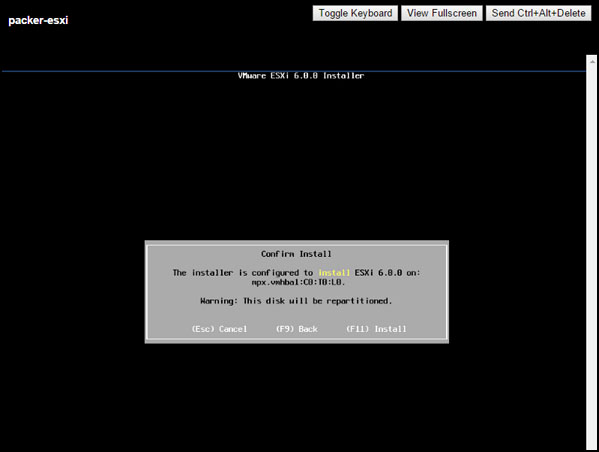 packer-esxi
Toggle Keyboard View Fullscreen Send Ctrl+Alt+Delete
VMware ESXi 6.0.0 Installer
Confirm Install
The installer is configured to install ESXi 6.0.0 on:
mpx.vmhba1:C0:T0:L0.
Warning: This disk will be repartitioned.
(Esc) Cancel (F9) Back (F11) Install